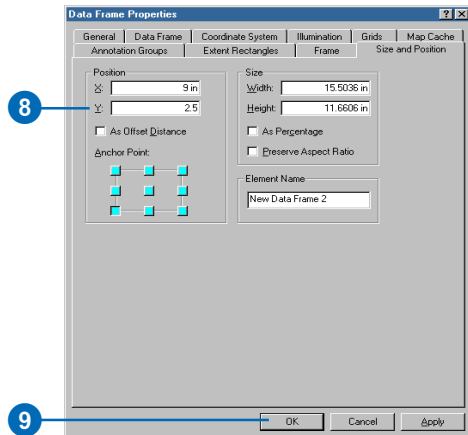 Data Frame Properties
General Data Frame Coordinate System Illumination Grids Map Cache
Annotation Groups Extent Rectangles Frame Size and Position
Position
X: 9 in
8
Y: 2.5
As Offset Distance
Anchor Point:
Size
Width: 15.5036 in
Height: 11.6606 in
As Percentage
Preserve Aspect Ratio
Element Name
New Data Frame 2
9
OK Cancel Apply